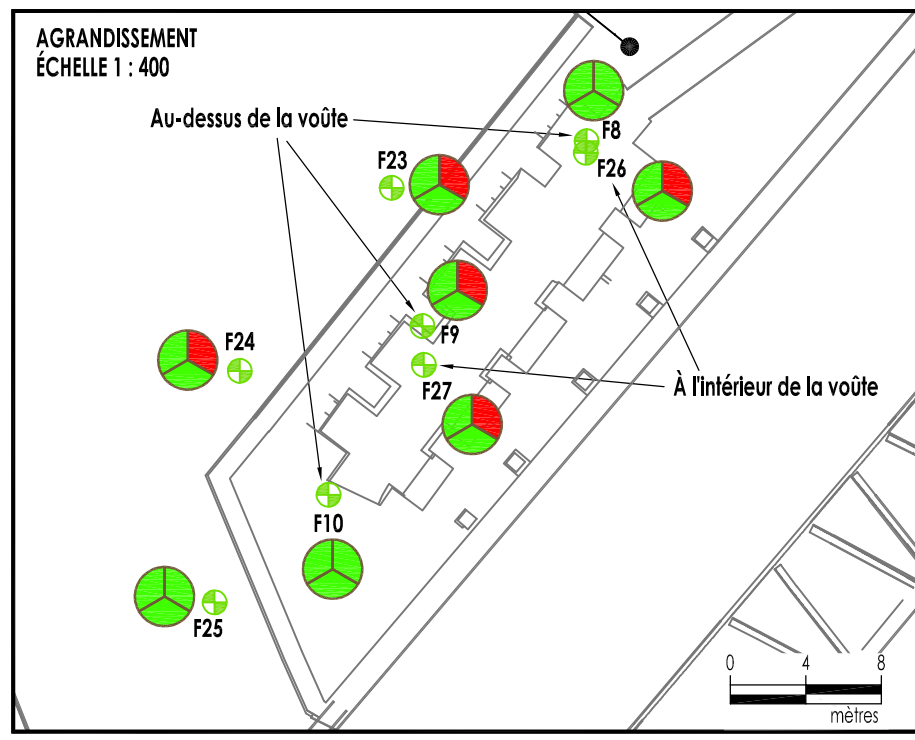 AGRANDISSEMENT
ÉCHELLE 1 : 400
Au-dessus de la voûte
F8
F23
F26
F9
F24
F27
À l'intérieur de la voûte
F10
F25
0 4 8
mètres